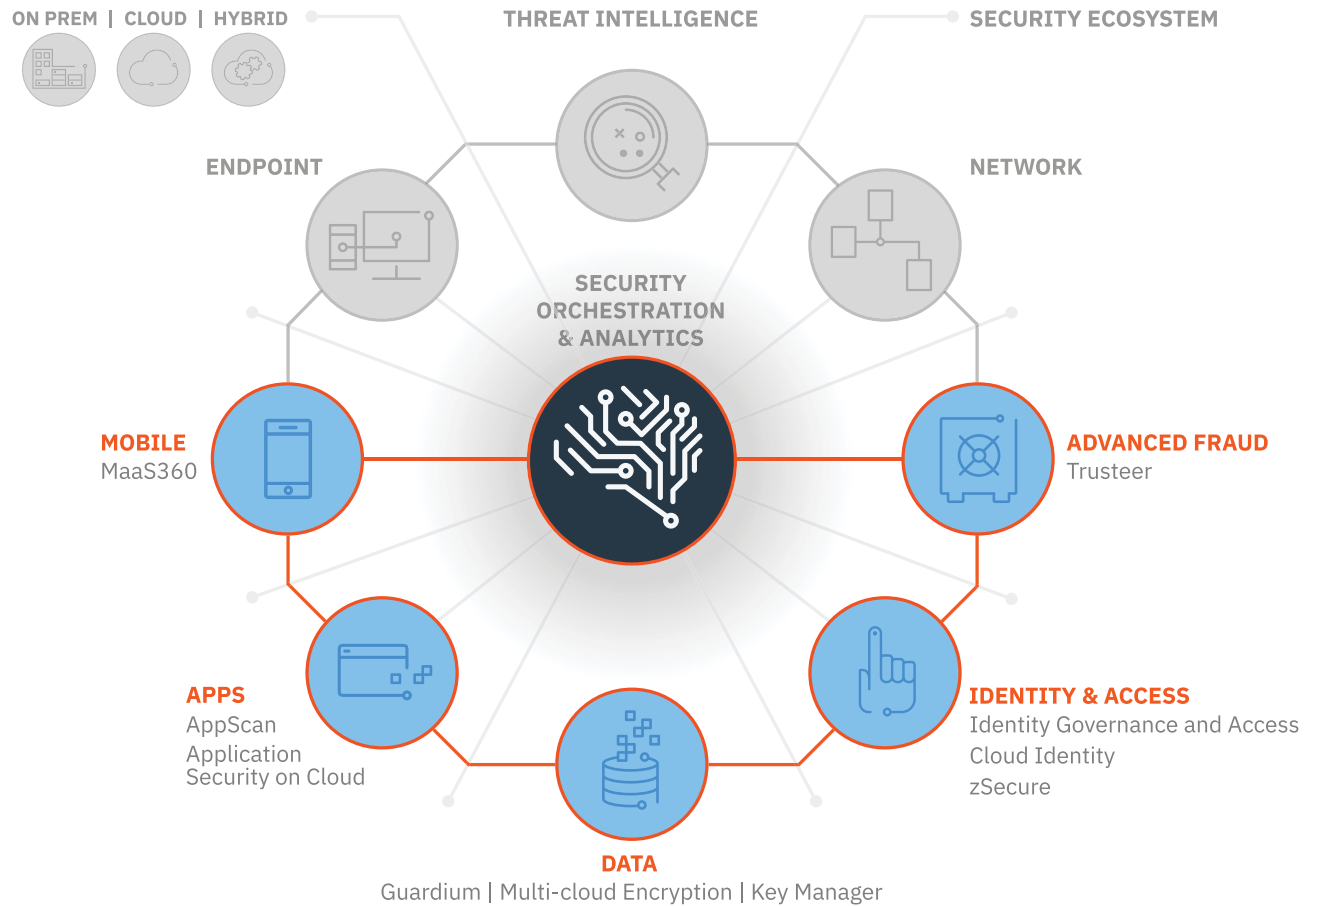 ON PREM | CLOUD | HYBRID
THREAT INTELLIGENCE
SECURITY ECOSYSTEM
ENDPOINT
NETWORK
SECURITY
ORCHESTRATION
& ANALYTICS
MOBILE
MaaS360
ADVANCED FRAUD
Trusteer
APPS
AppScan
Application
Security on Cloud
IDENTITY & ACCESS
Identity Governance and Access
Cloud Identity
zSecure
DATA
Guardium | Multi-cloud Encryption | Key Manager